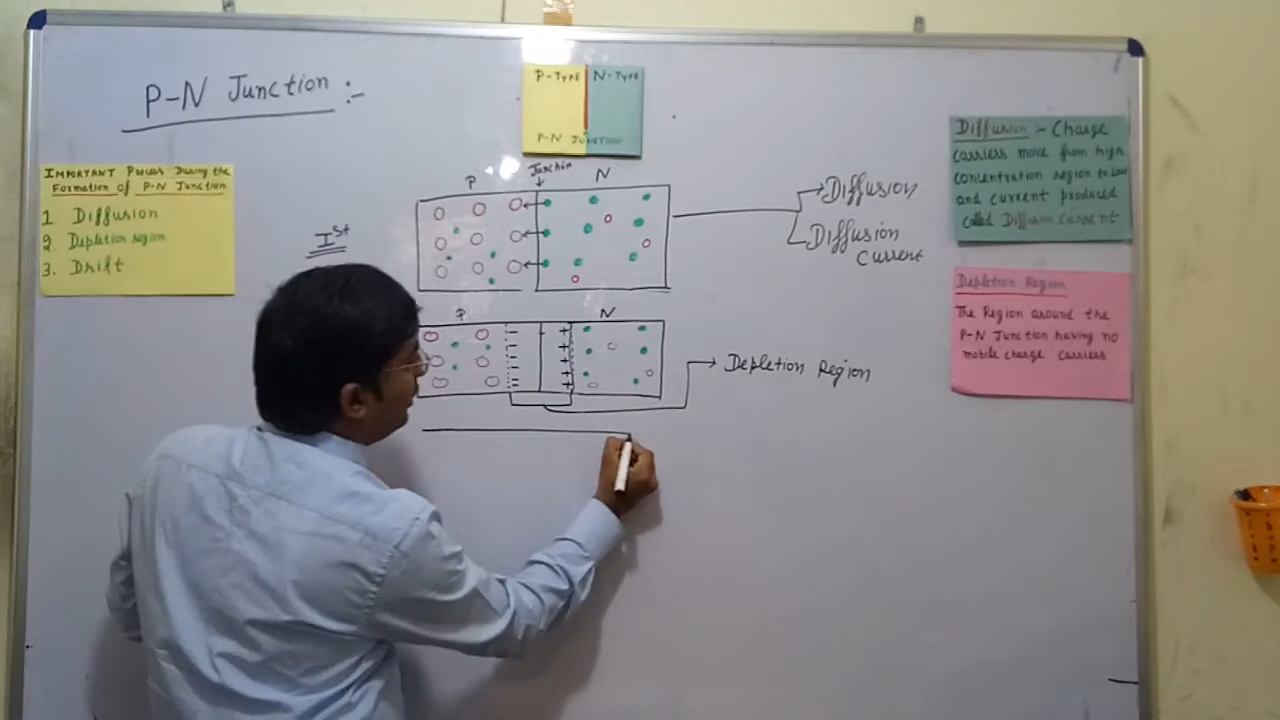 P-N Junction :-
P-TYPE N-TYPE
P-N JUNCTION
IMPORTANT Process During the
Formation of P-N Junction
1 Diffusion
2. Depletion region
3. Drift
Ist
P
Junction
N
Diffusion
Diffusion
Current
P
N
Depletion Region
Diffusion :- Charge
carriers move from high
concentration region to low
and current produced
called Diffusion Current
Depletion Region
The Region around the
P-N Junction having no
mobile charge carriers